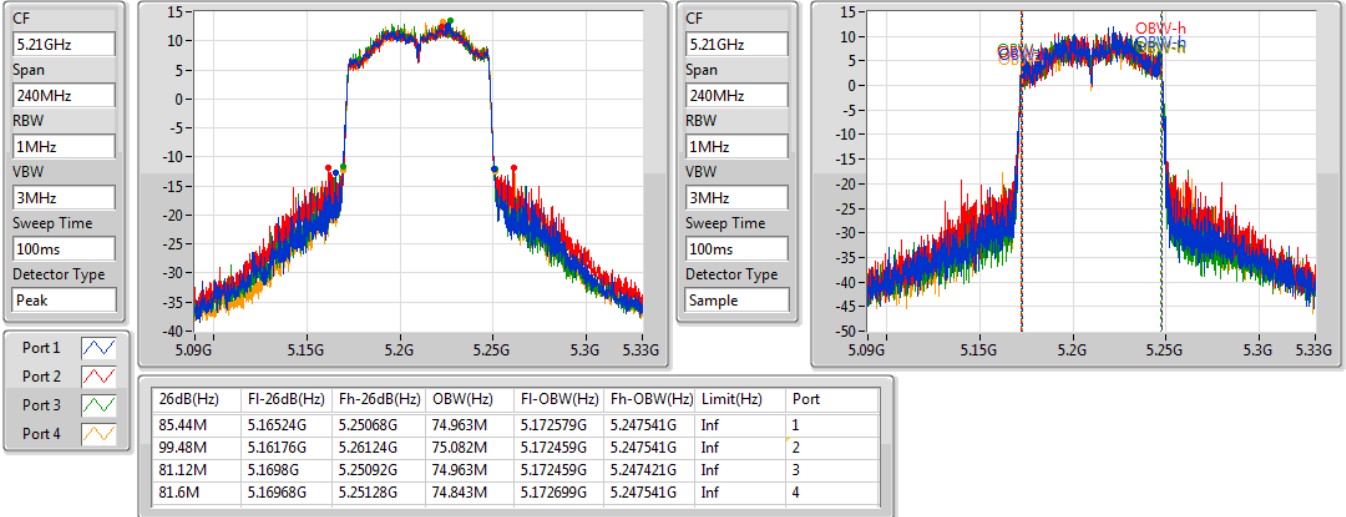 CF
5.21GHz
Span
240MHz
RBW
1MHz
VBW
3MHz
Sweep Time
100ms
Detector Type
Peak
15
10
5
0
-5
-10
-15
-20
-25
-30
-35
-40
5.09G 5.15G 5.2G 5.25G 5.3G 5.33G
CF
5.21GHz
Span
240MHz
RBW
1MHz
VBW
3MHz
Sweep Time
100ms
Detector Type
Sample
15
10
5
0
-5
-10
-15
-20
-25
-30
-35
-40
-45
-50
OBW-h
5.09G 5.15G 5.2G 5.25G 5.3G 5.33G
Port 1
Port 2
Port 3
Port 4
26dB(Hz) Fl-26dB(Hz) Fh-26dB(Hz) OBW(Hz) Fl-OBW(Hz) Fh-OBW(Hz) Limit(Hz) Port
85.44M 5.16524G 5.25068G 74.963M 5.172579G 5.247541G Inf 1
99.48M 5.16176G 5.26124G 75.082M 5.172459G 5.247541G Inf 2
81.12M 5.1698G 5.25092G 74.963M 5.172459G 5.247421G Inf 3
81.6M 5.16968G 5.25128G 74.843M 5.172699G 5.247541G Inf 4